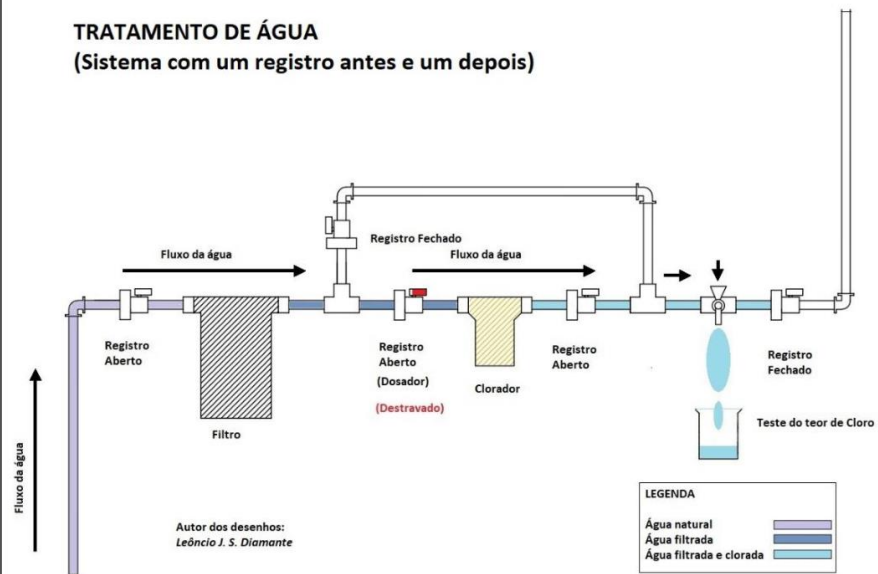 TRATAMENTO DE ÁGUA
(Sistema com um registro antes e um depois)
Registro Fechado
Fluxo da água
Fluxo da água
Registro
Aberto
Filtro
Registro
Aberto
(Dosador)
(Destravado)
Clorador
Registro
Aberto
Registro
Fechado
Teste do teor de Cloro
Fluxo da água
Autor dos desenhos:
Leôncio J. S. Diamante
LEGENDA
Água natural
Água filtrada
Água filtrada e clorada